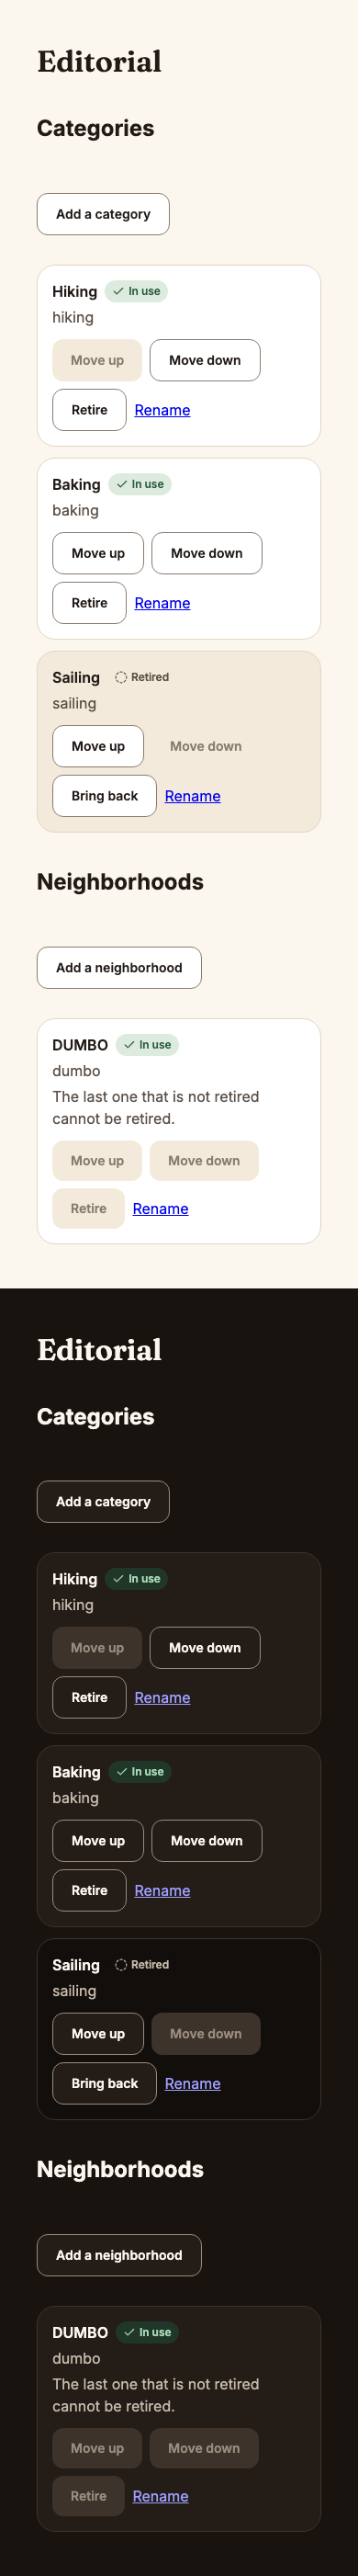 Editorial
Categories
Add a category
Hiking In use
hiking
Move up Move down
Retire Rename
Baking In use
baking
Move up Move down
Retire Rename
Sailing Retired
sailing
Move up Move down
Bring back Rename
Neighborhoods
Add a neighborhood
DUMBO In use
dumbo
The last one that is not retired
cannot be retired.
Move up Move down
Retire Rename
Editorial
Categories
Add a category
Hiking In use
hiking
Move up Move down
Retire Rename
Baking In use
baking
Move up Move down
Retire Rename
Sailing Retired
sailing
Move up Move down
Bring back Rename
Neighborhoods
Add a neighborhood
DUMBO In use
dumbo
The last one that is not retired
cannot be retired.
Move up Move down
Retire Rename